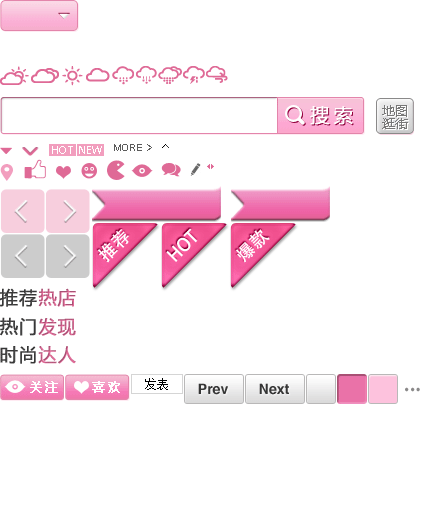 搜索
地图
逛街
HOT NEW MORE >
推荐 HOT 爆款
推荐热店
热门发现
时尚达人
关注 喜欢 发表 Prev Next ...